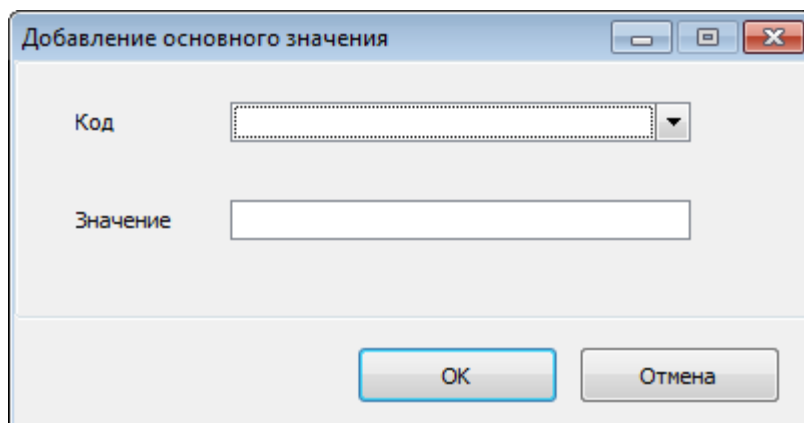 Добавление основного значения
Код
Значение
OK
Отмена